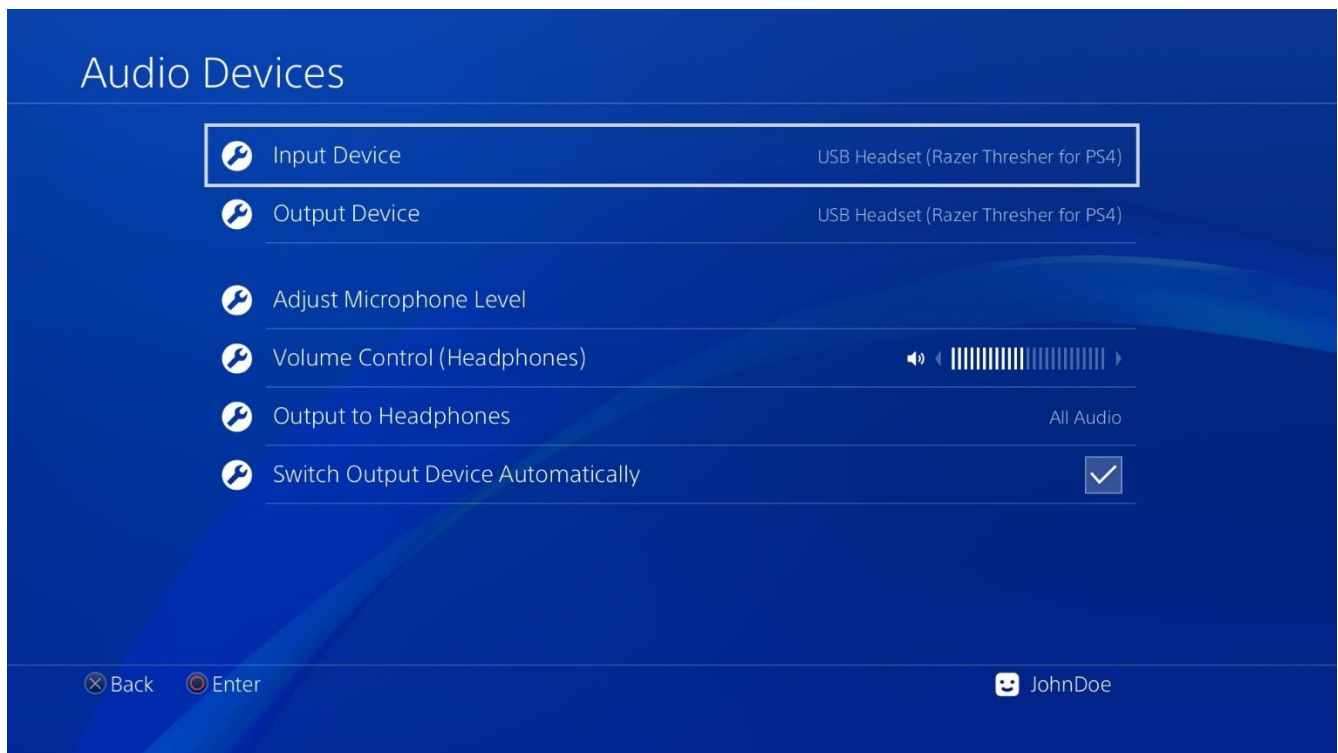 Audio Devices
Input Device USB Headset (Razer Thresher for PS4)
Output Device USB Headset (Razer Thresher for PS4)
Adjust Microphone Level
Volume Control (Headphones)
Output to Headphones All Audio
Switch Output Device Automatically
Back Enter JohnDoe